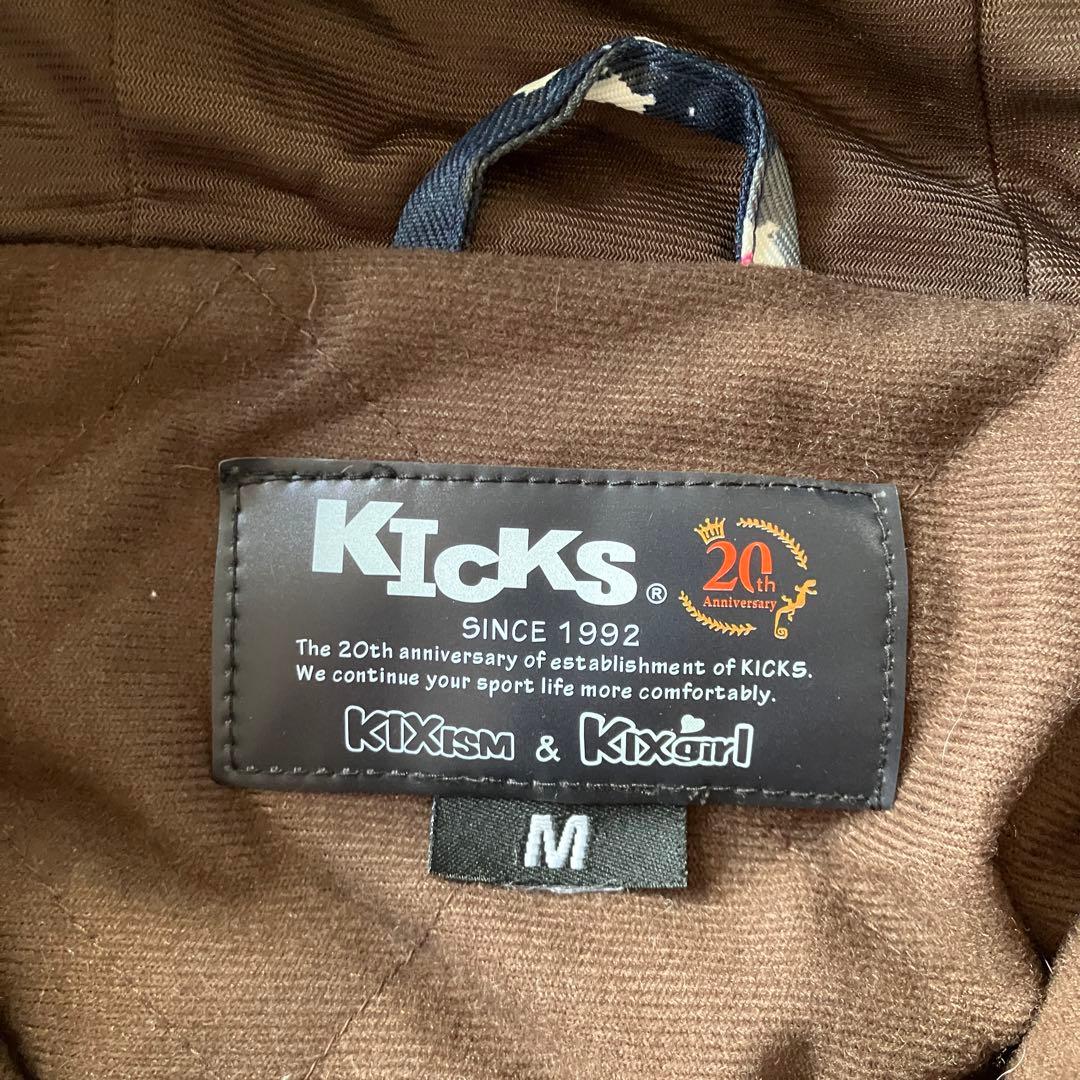 KICKS®
20th
Anniversary
SINCE 1992
The 20th anniversary of establishment of KICKS.
We continue your sport life more comfortably.
KIXISM & KIXgirl
M